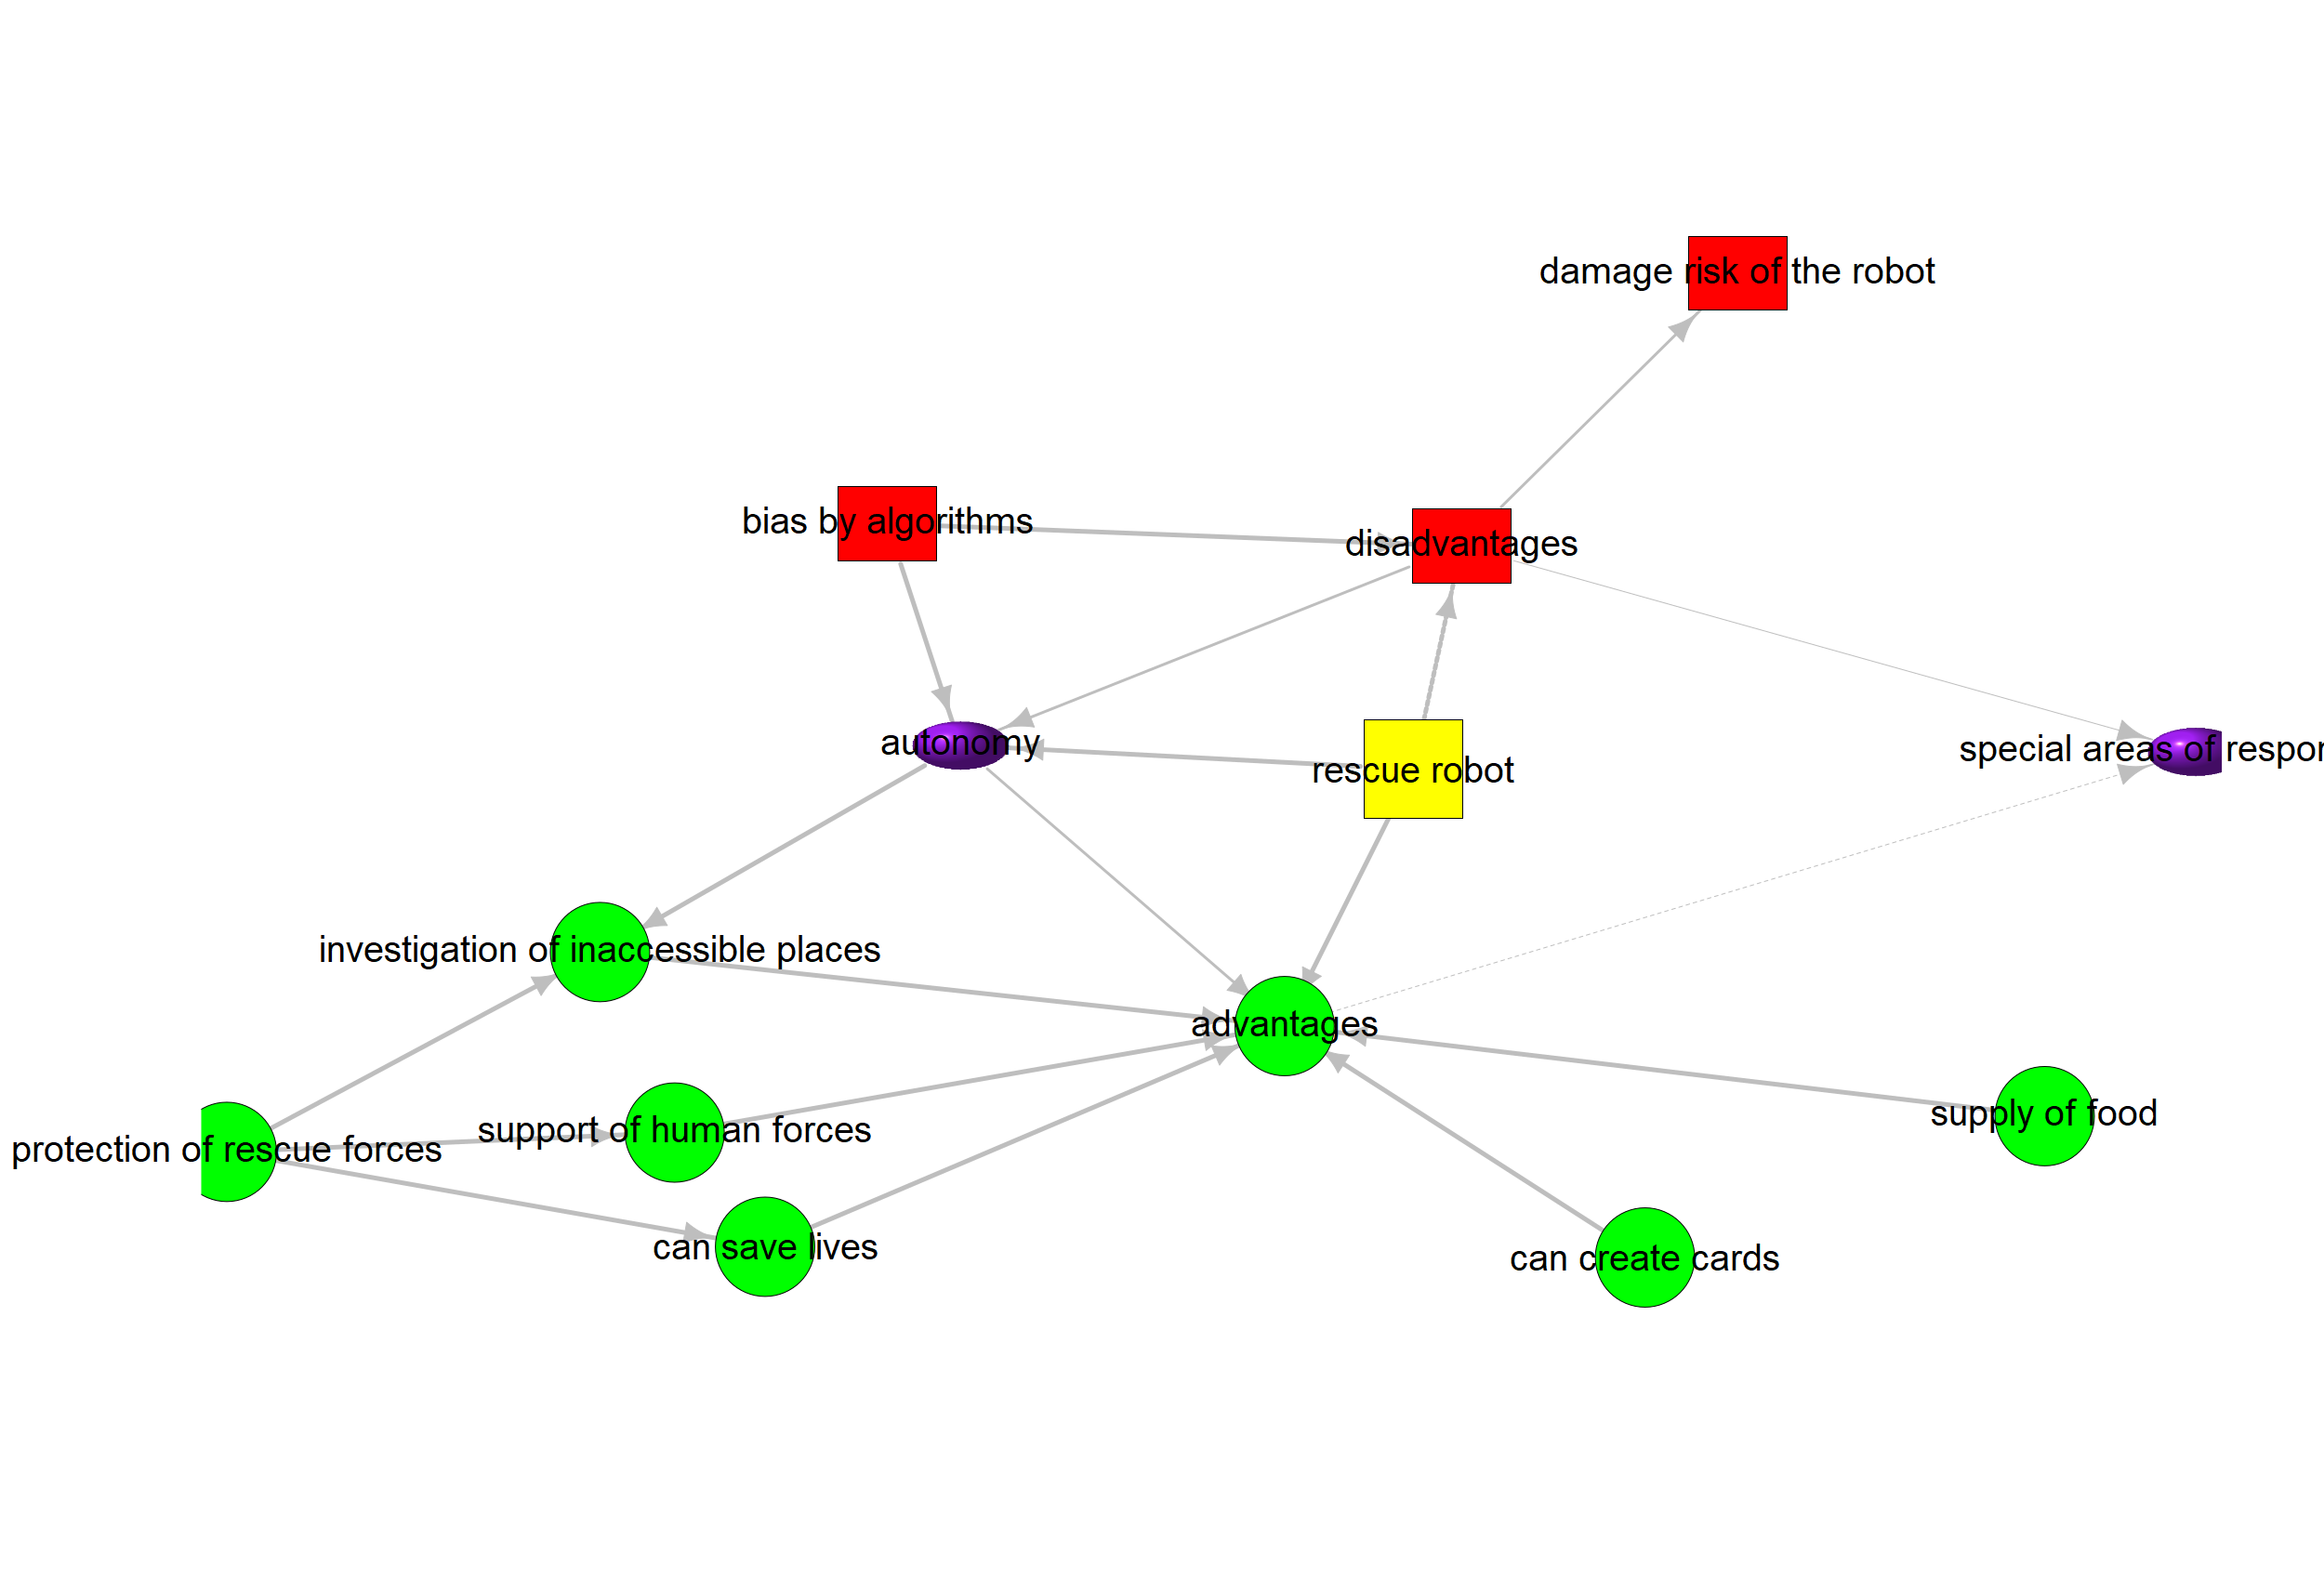 damage risk of the robot
bias by algorithms
disadvantages
autonomy
special areas of respon
rescue robot
investigation of inaccessible places
advantages
supply of food
support of human forces
protection of rescue forces
can save lives
can create cards